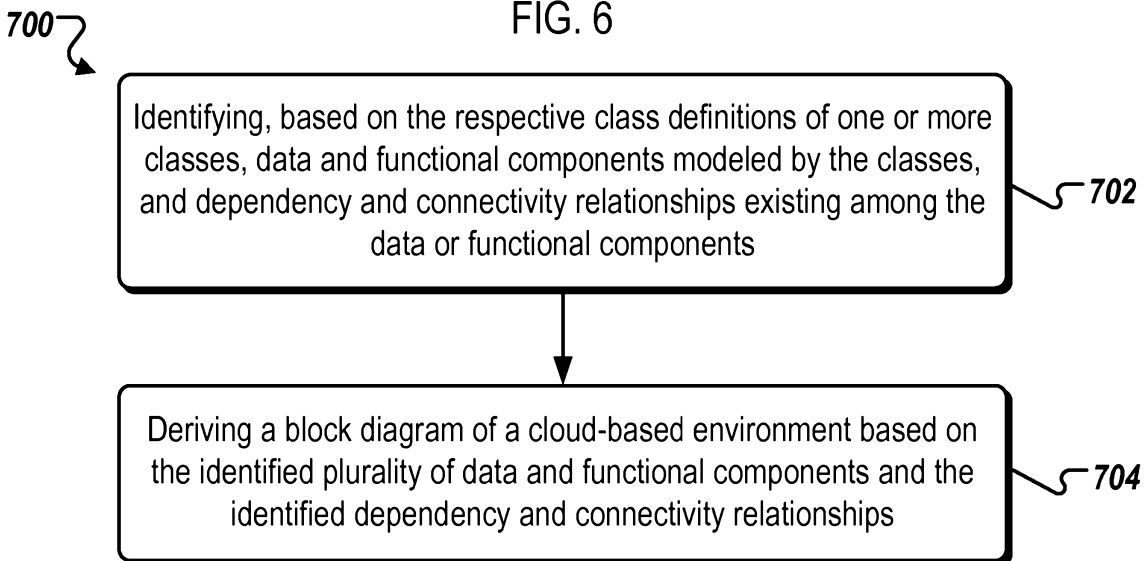 FIG. 6
700
Identifying, based on the respective class definitions of one or more
classes, data and functional components modeled by the classes,
and dependency and connectivity relationships existing among the
data or functional components
702
Deriving a block diagram of a cloud-based environment based on
the identified plurality of data and functional components and the
identified dependency and connectivity relationships
704